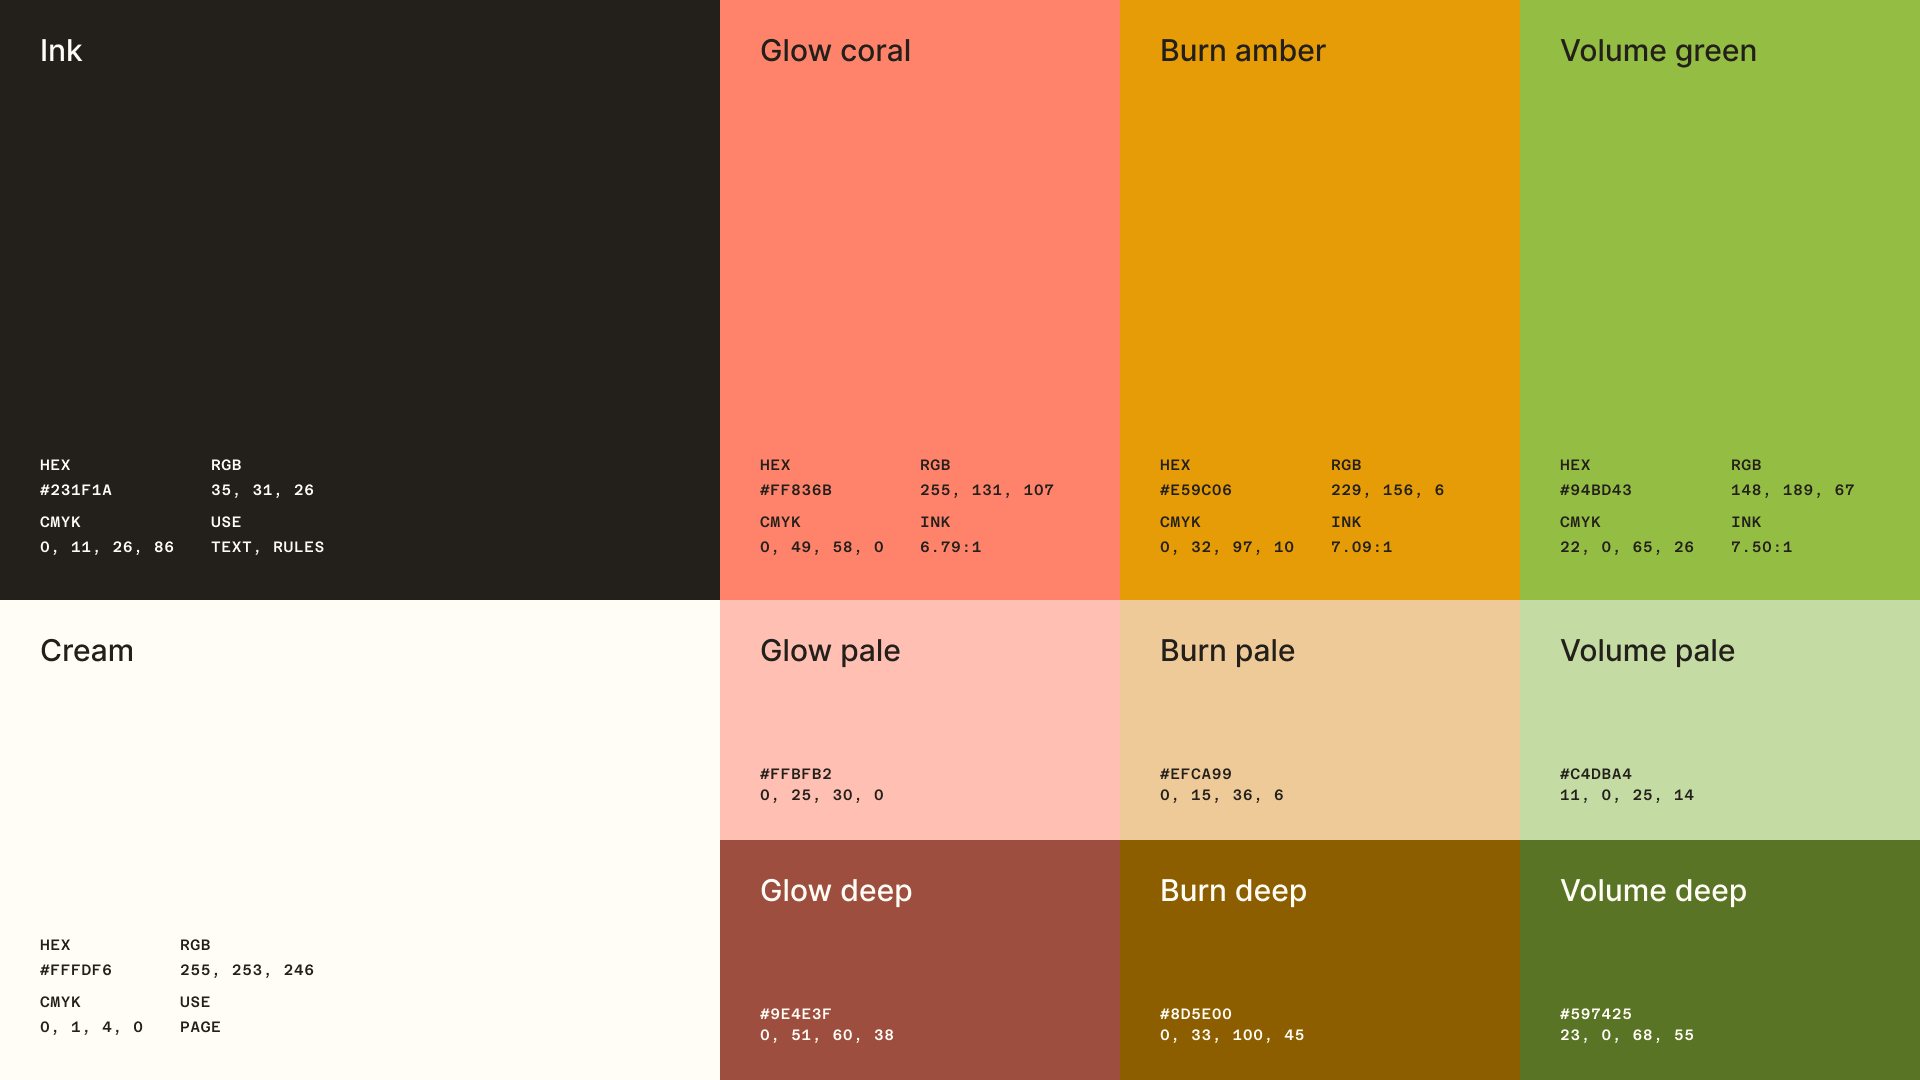 Ink
HEX RGB
#231F1A 35, 31, 26
CMYK USE
0, 11, 26, 86 TEXT, RULES
Glow coral
HEX RGB
#FF836B 255, 131, 107
CMYK INK
0, 49, 58, 0 6.79:1
Burn amber
HEX RGB
#E59C06 229, 156, 6
CMYK INK
0, 32, 97, 10 7.09:1
Volume green
HEX RGB
#94BD43 148, 189, 67
CMYK INK
22, 0, 65, 26 7.50:1
Cream
HEX RGB
#FFFDF6 255, 253, 246
CMYK USE
0, 1, 4, 0 PAGE
Glow pale
#FFBFB2
0, 25, 30, 0
Burn pale
#EFCA99
0, 15, 36, 6
Volume pale
#C4DBA4
11, 0, 25, 14
Glow deep
#9E4E3F
0, 51, 60, 38
Burn deep
#8D5E00
0, 33, 100, 45
Volume deep
#597425
23, 0, 68, 55